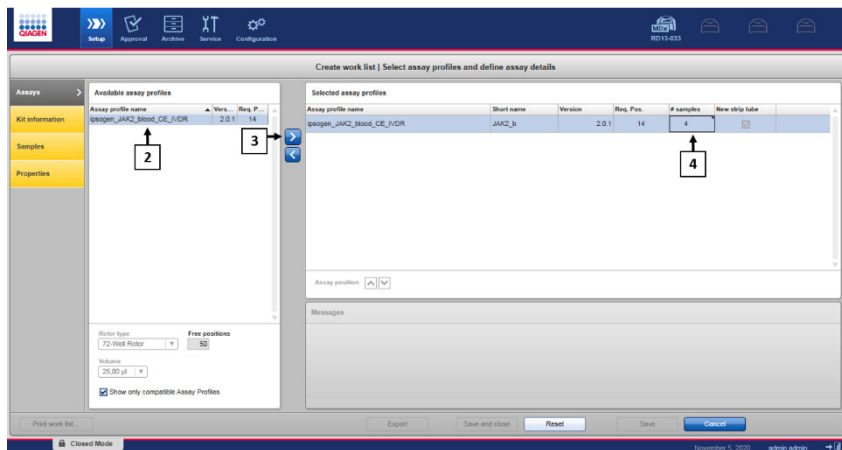 QIAGEN
Setup
Approval
Archive
Service
Configuration
MDx
RD13-033
Create work list | Select assay profiles and define assay details
Assays
Kit information
Samples
Properties
Available assay profiles
Assay profile name Vers... Req. P...
ipsogen_JAK2_blood_CE_IVDR 2.0.1 14
2
3
Rotor type Free positions
72-Well Rotor 50
Volume
25,00 µl
Show only compatible Assay Profiles
Selected assay profiles
Assay profile name Short name Version Req. Pos. # samples New strip tube
ipsogen_JAK2_blood_CE_IVDR JAK2_b 2.0.1 14 4
4
Assay position
Messages
Print work list...
Export
Save and close
Reset
Save
Cancel
Closed Mode
November 5, 2020 admin admin